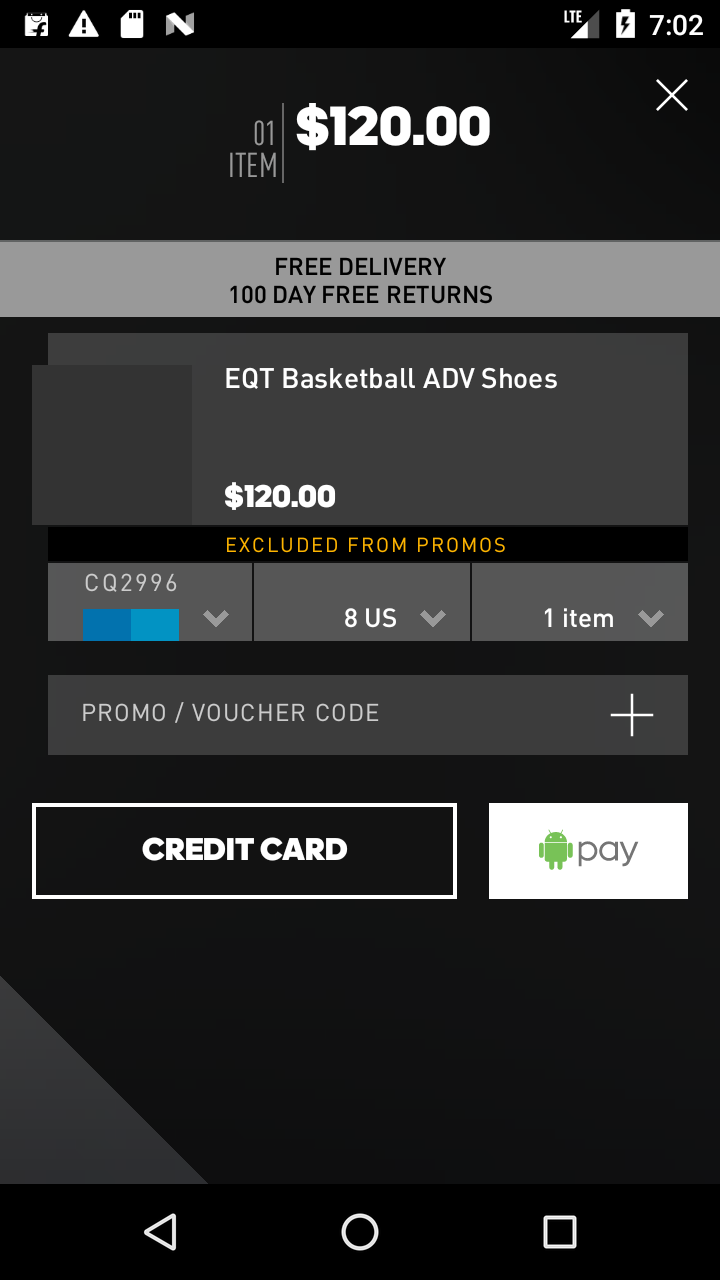 LTE 7:02
01
ITEM
$120.00
FREE DELIVERY
100 DAY FREE RETURNS
EQT Basketball ADV Shoes
$120.00
EXCLUDED FROM PROMOS
CQ2996
8 US
1 item
PROMO / VOUCHER CODE
CREDIT CARD
pay